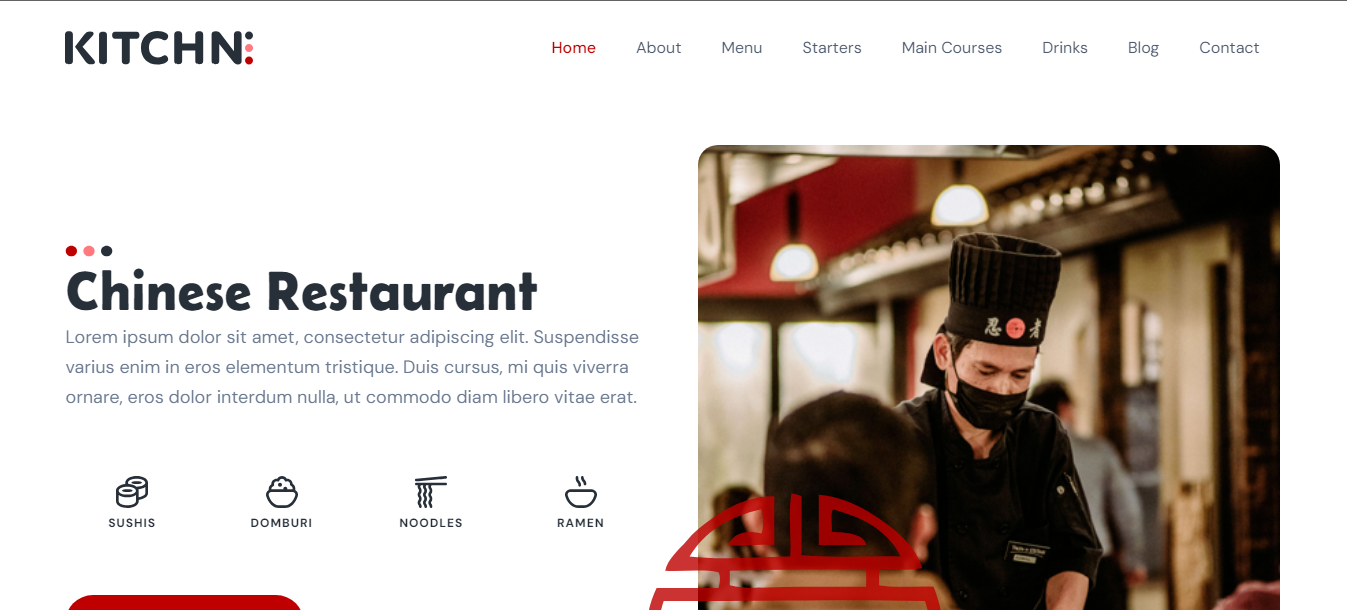 KITCHN
Home About Menu Starters Main Courses Drinks Blog Contact
Chinese Restaurant
Lorem ipsum dolor sit amet, consectetur adipiscing elit. Suspendisse
varius enim in eros elementum tristique. Duis cursus, mi quis viverra
ornare, eros dolor interdum nulla, ut commodo diam libero vitae erat.
SUSHIS DOMBURI NOODLES RAMEN
忍 者